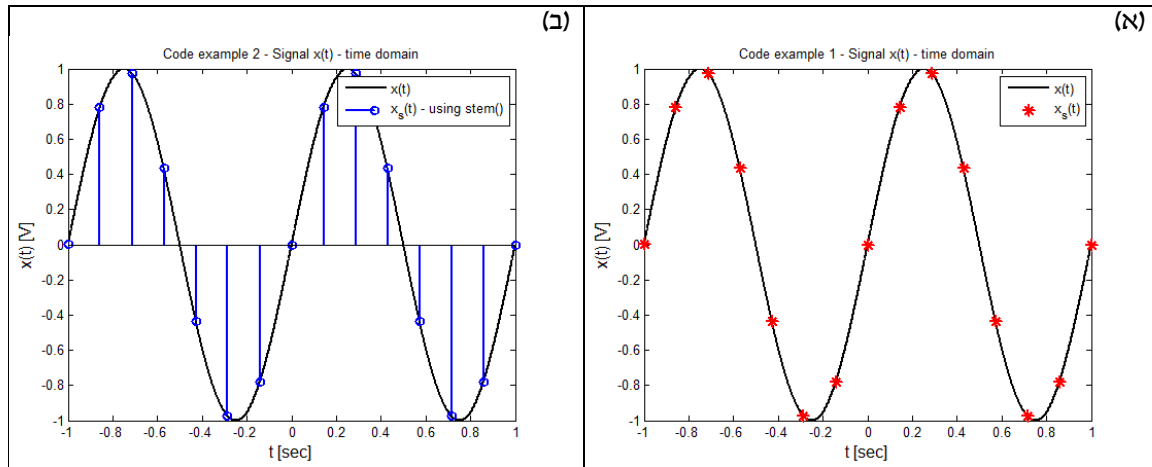 (א)
Code example 1 - Signal x(t) - time domain
x(t)
x_s(t)
1
0.8
0.6
0.4
0.2
0
-0.2
-0.4
-0.6
-0.8
-1
x(t) [V]
-1 -0.8 -0.6 -0.4 -0.2 0 0.2 0.4 0.6 0.8 1
t [sec]
(ב)
Code example 2 - Signal x(t) - time domain
x(t)
x_s(t) - using stem()
1
0.8
0.6
0.4
0.2
0
-0.2
-0.4
-0.6
-0.8
-1
x(t) [V]
-1 -0.8 -0.6 -0.4 -0.2 0 0.2 0.4 0.6 0.8 1
t [sec]